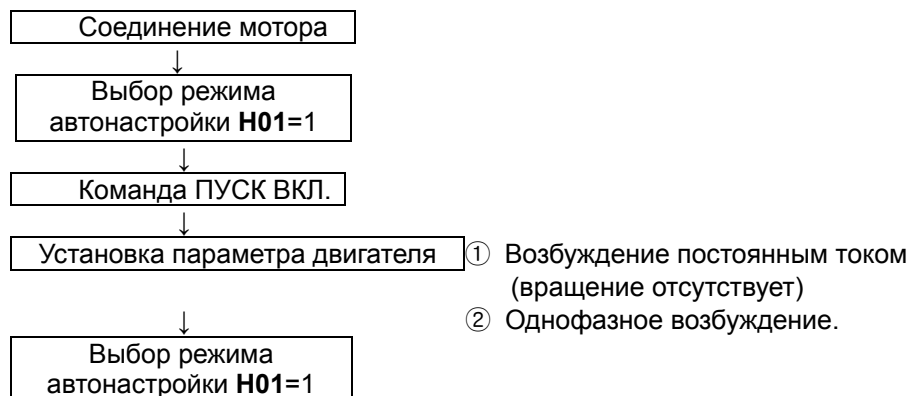 Соединение мотора
↓
Выбор режима
автонастройки H01=1
↓
Команда ПУСК ВКЛ.
↓
Установка параметра двигателя ① Возбуждение постоянным током
(вращение отсутствует)
↓ ② Однофазное возбуждение.
Выбор режима
автонастройки H01=1